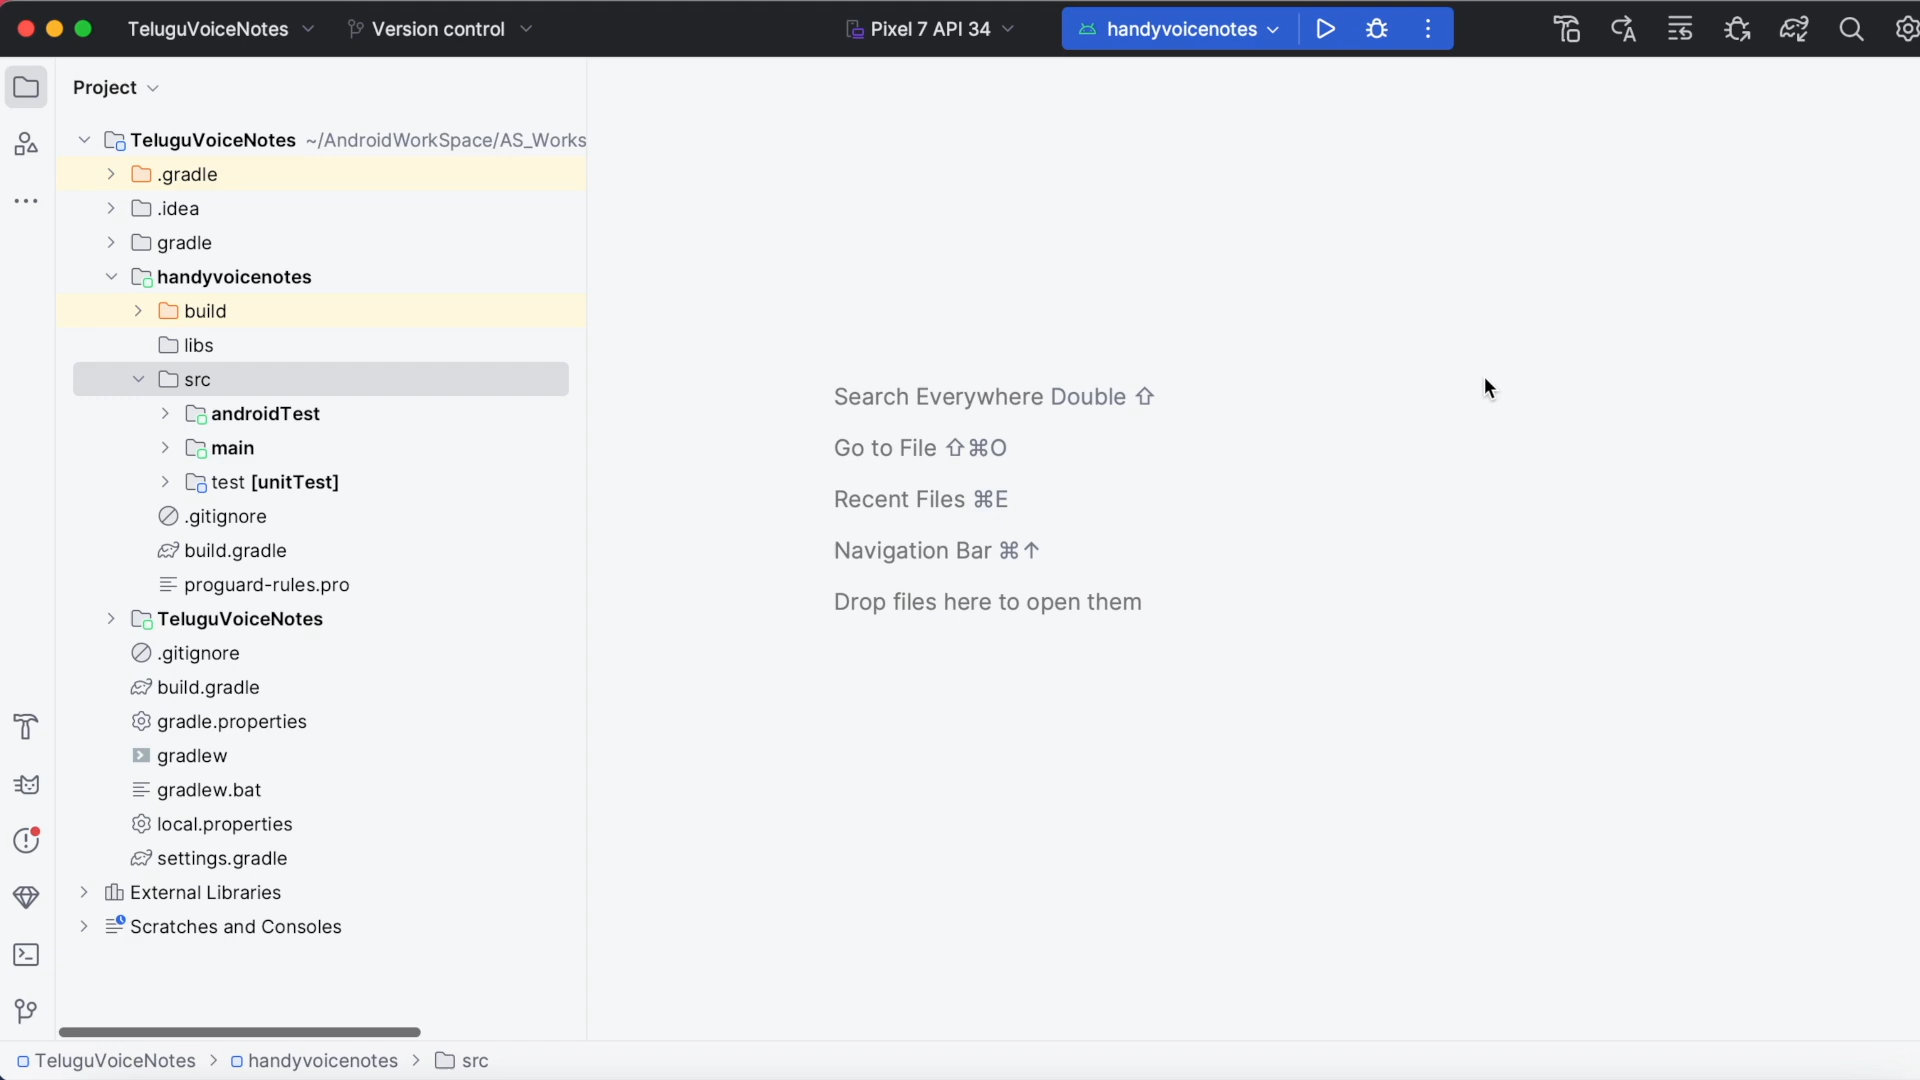 TeluguVoiceNotes
Version control
Pixel 7 API 34
handyvoicenotes
Project
TeluguVoiceNotes ~/AndroidWorkSpace/AS_Works
.gradle
.idea
gradle
handyvoicenotes
build
libs
src
androidTest
main
test [unitTest]
.gitignore
build.gradle
proguard-rules.pro
TeluguVoiceNotes
.gitignore
build.gradle
gradle.properties
gradlew
gradlew.bat
local.properties
settings.gradle
External Libraries
Scratches and Consoles
Search Everywhere Double ⇧
Go to File ⇧⌘O
Recent Files ⌘E
Navigation Bar ⌘↑
Drop files here to open them
TeluguVoiceNotes > handyvoicenotes > src